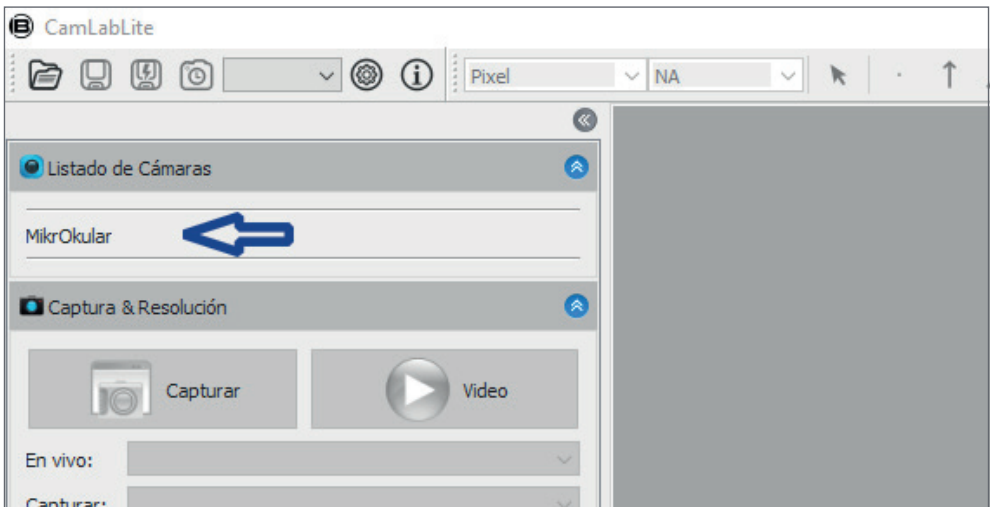 CamLabLite
Pixel NA
Listado de Cámaras
MikrOkular
Captura & Resolución
Capturar Video
En vivo:
Capturar: